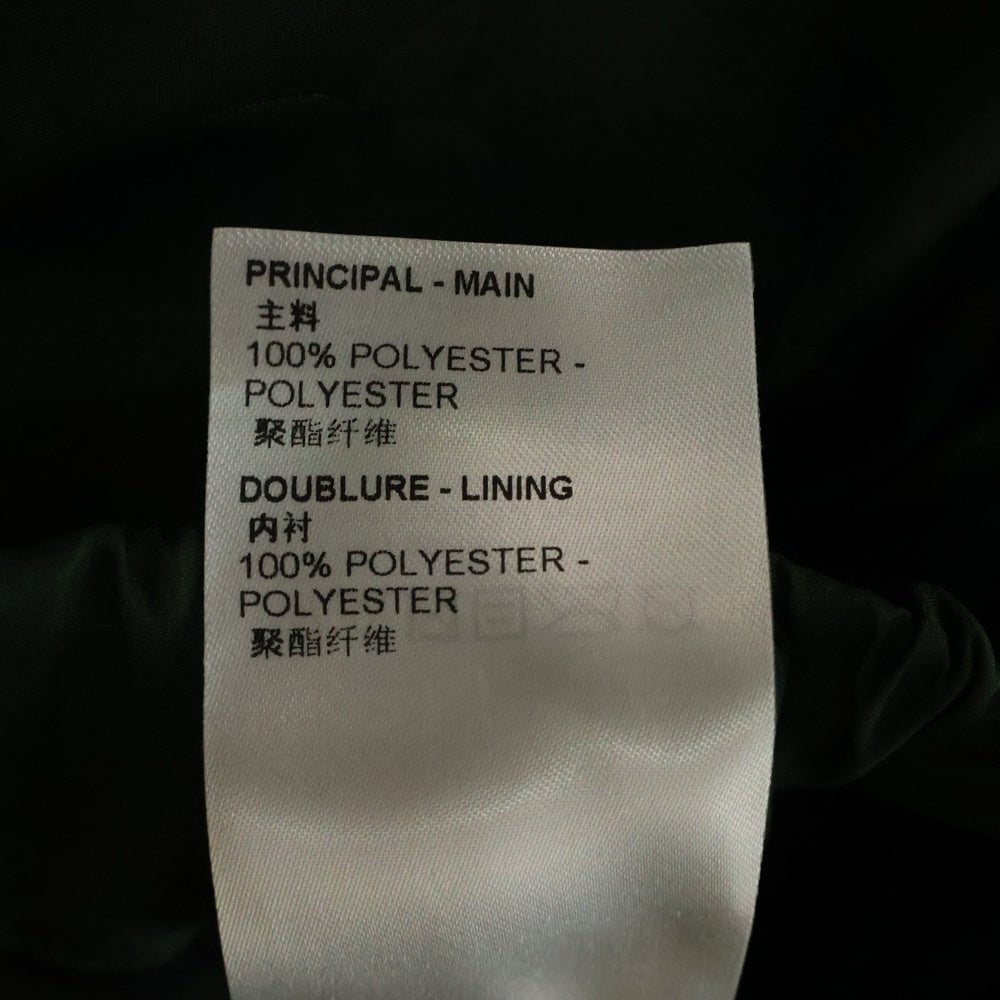 PRINCIPAL - MAIN
主料
100% POLYESTER -
POLYESTER
聚酯纤维
DOUBLURE - LINING
内衬
100% POLYESTER -
POLYESTER
聚酯纤维